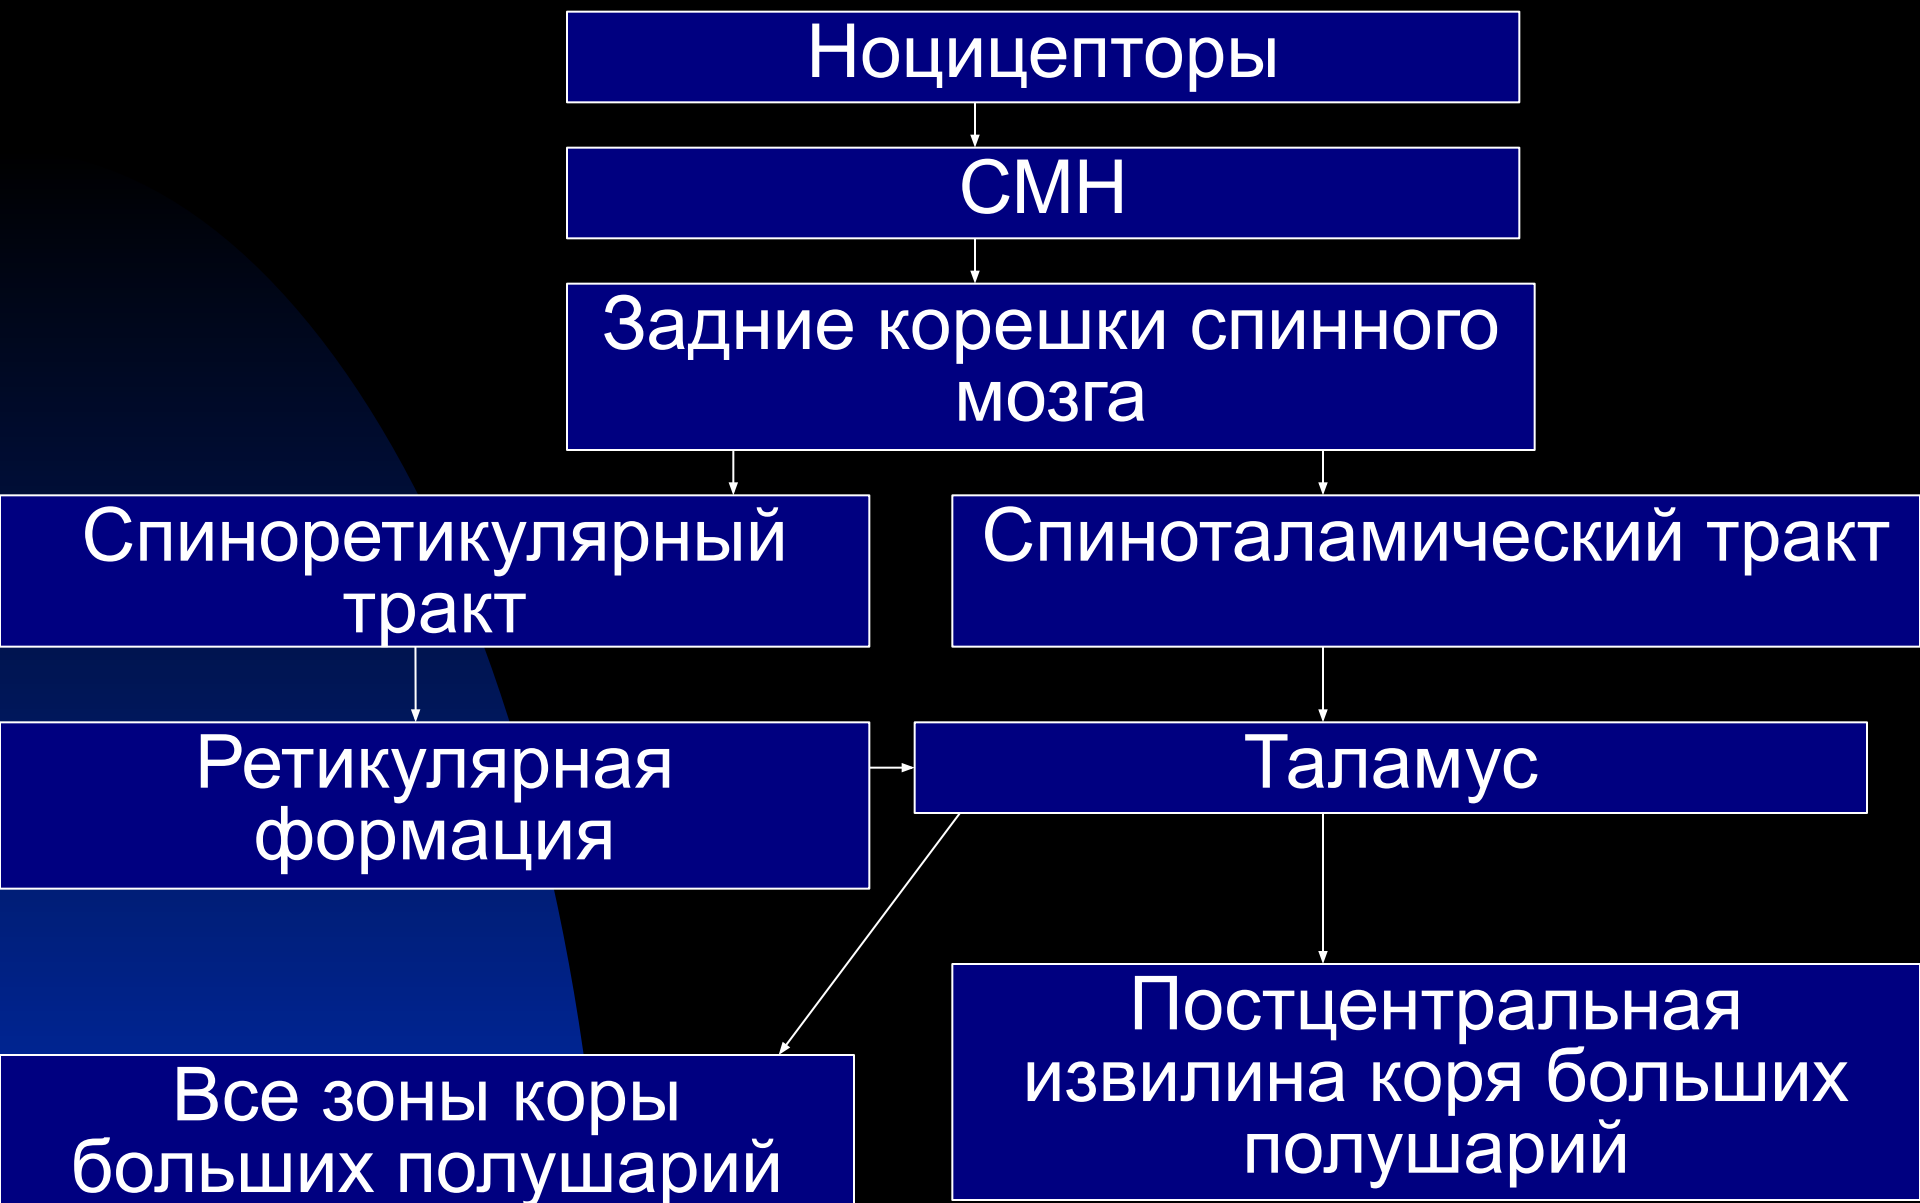 Ноцицепторы
СМН
Задние корешки спинного
мозга
Спиноретикулярный
тракт
Спиноталамический тракт
Ретикулярная
формация
Таламус
Все зоны коры
больших полушарий
Постцентральная
извилина коря больших
полушарий